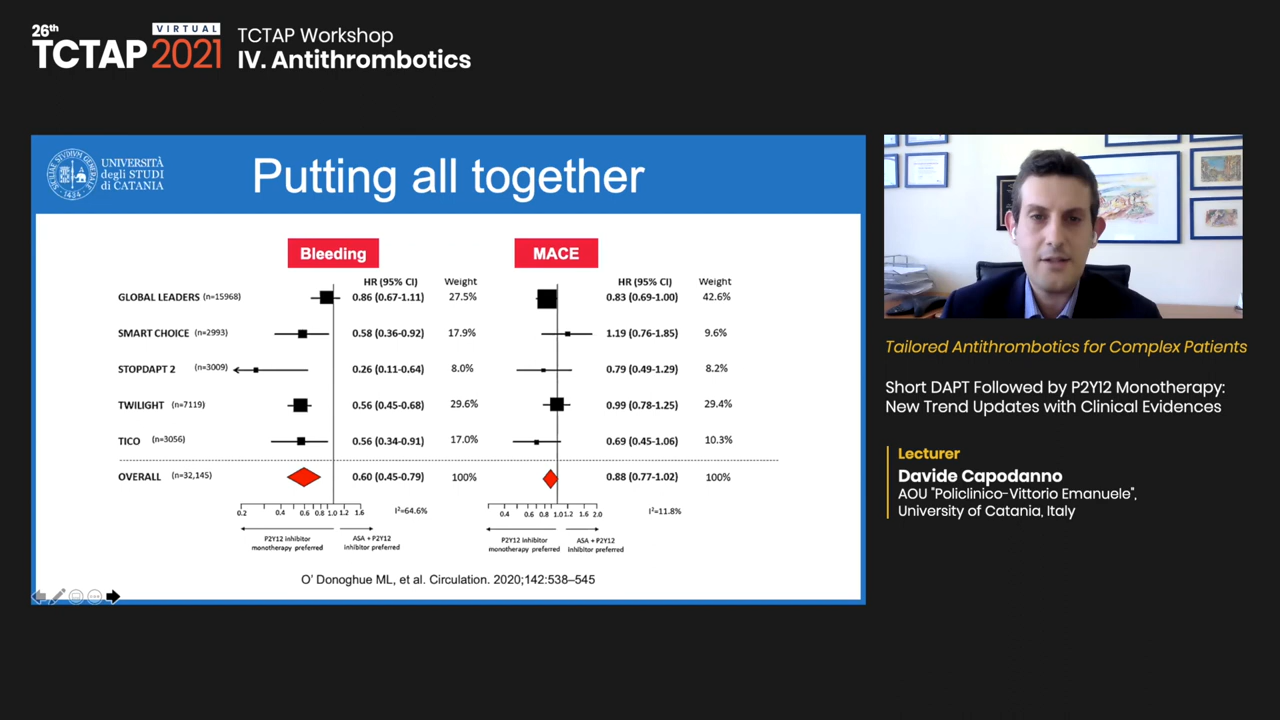 26th
TCTAP
VIRTUAL
2021
TCTAP Workshop
IV. Antithrombotics
UNIVERSITÀ
degli STUDI
di CATANIA
Putting all together
Bleeding
MACE
HR (95% CI) Weight HR (95% CI) Weight
GLOBAL LEADERS (n=15968) 0.86 (0.67-1.11) 27.5% 0.83 (0.69-1.00) 42.6%
SMART CHOICE (n=2993) 0.58 (0.36-0.92) 17.9% 1.19 (0.76-1.85) 9.6%
STOPDAPT 2 (n=3009) 0.26 (0.11-0.64) 8.0% 0.79 (0.49-1.29) 8.2%
TWILIGHT (n=7119) 0.56 (0.45-0.68) 29.6% 0.99 (0.78-1.25) 29.4%
TICO (n=3056) 0.56 (0.34-0.91) 17.0% 0.69 (0.45-1.06) 10.3%
OVERALL (n=32,145) 0.60 (0.45-0.79) 100% 0.88 (0.77-1.02) 100%
0.2 0.4 0.6 0.8 1.0 1.2 1.6 I²=64.6% 0.4 0.6 0.8 1.0 1.2 1.6 2.0 I²=11.8%
P2Y12 inhibitor
monotherapy preferred
ASA + P2Y12
inhibitor preferred
P2Y12 inhibitor
monotherapy preferred
ASA + P2Y12
inhibitor preferred
O' Donoghue ML, et al. Circulation. 2020;142:538–545
Tailored Antithrombotics for Complex Patients
Short DAPT Followed by P2Y12 Monotherapy:
New Trend Updates with Clinical Evidences
Lecturer
Davide Capodanno
AOU "Policlinico-Vittorio Emanuele",
University of Catania, Italy